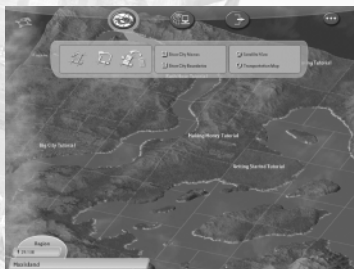 Show City Names
Show City Boundaries
Satellite View
Transportation Map
ing Tutorial
Making Money Tutorial
Big City Tutorial
Getting Started Tutorial
Region
Maxisland